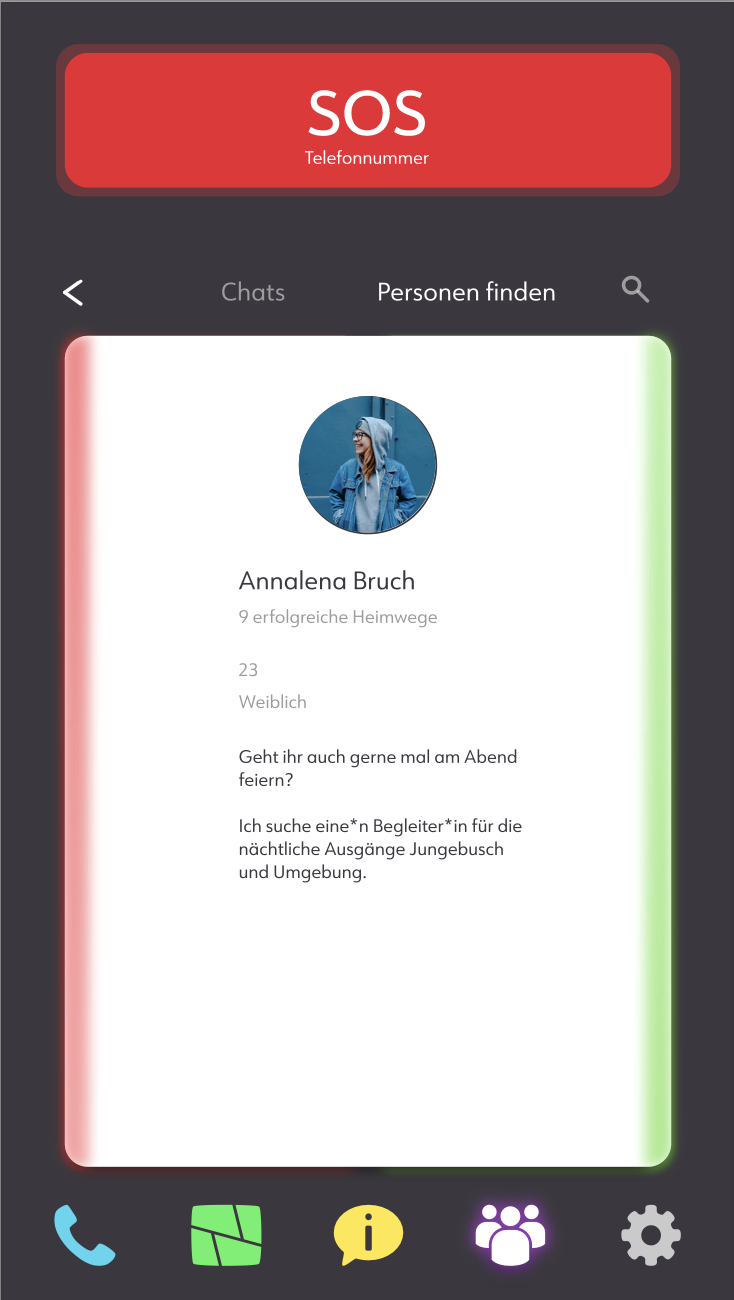 SOS
Telefonnummer
Chats
Personen finden
Annalena Bruch
9 erfolgreiche Heimwege
23
Weiblich
Geht ihr auch gerne mal am Abend
feiern?
Ich suche eine*n Begleiter*in für die
nächtliche Ausgänge Jungebusch
und Umgebung.